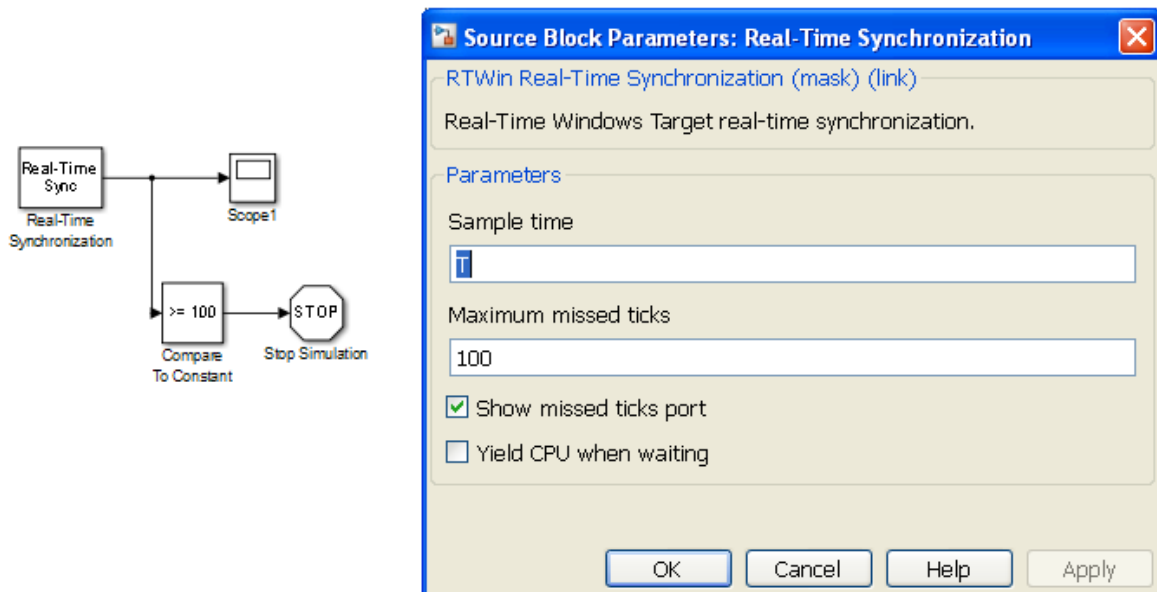 Real-Time
Sync
Real-Time
Synchronization
Scope1
>= 100
Compare
To Constant
STOP
Stop Simulation
Source Block Parameters: Real-Time Synchronization
RTWin Real-Time Synchronization (mask) (link)
Real-Time Windows Target real-time synchronization.
Parameters
Sample time
T
Maximum missed ticks
100
Show missed ticks port
Yield CPU when waiting
OK
Cancel
Help
Apply